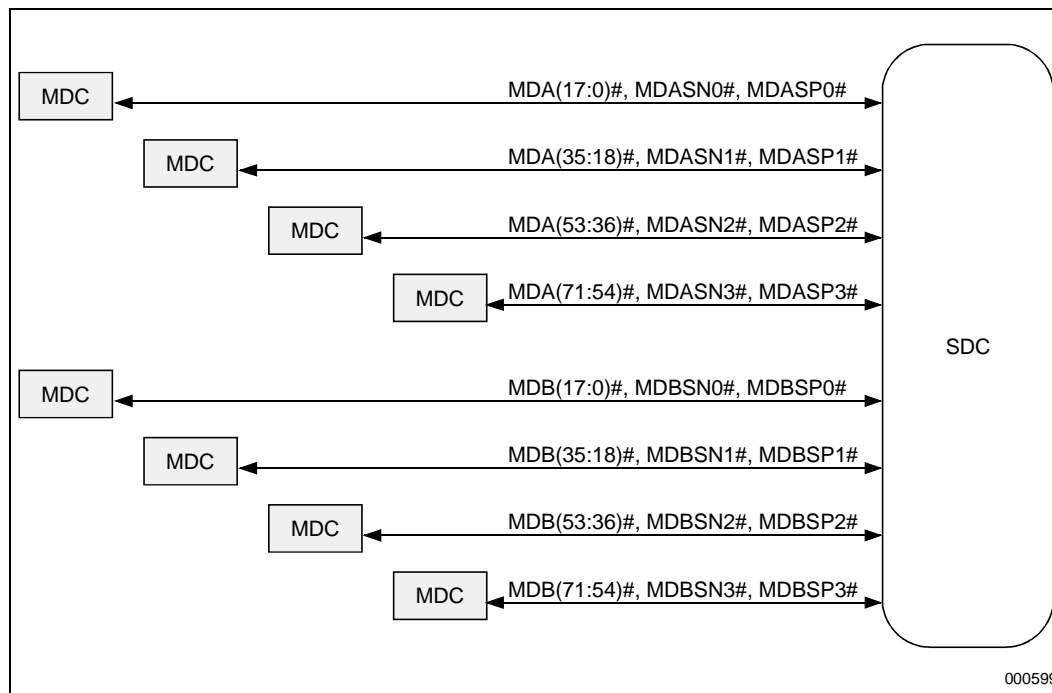 MDC
MDA(17:0)#, MDASN0#, MDASP0#
MDC
MDA(35:18)#, MDASN1#, MDASP1#
MDC
MDA(53:36)#, MDASN2#, MDASP2#
MDC
MDA(71:54)#, MDASN3#, MDASP3#
SDC
MDC
MDB(17:0)#, MDBSN0#, MDBSP0#
MDC
MDB(35:18)#, MDBSN1#, MDBSP1#
MDC
MDB(53:36)#, MDBSN2#, MDBSP2#
MDC
MDB(71:54)#, MDBSN3#, MDBSP3#
000599